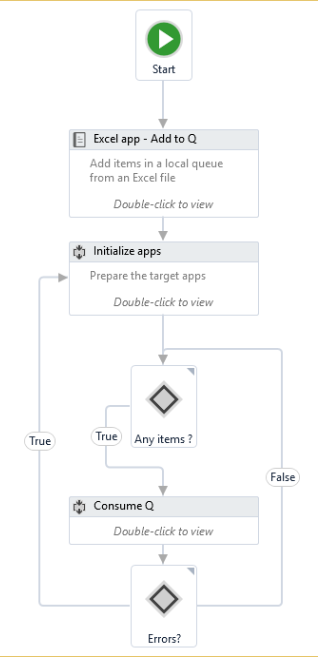 Start
Excel app - Add to Q
Add items in a local queue
from an Excel file
Double-click to view
Initialize apps
Prepare the target apps
Double-click to view
Any items ?
True
True
False
Consume Q
Double-click to view
Errors?